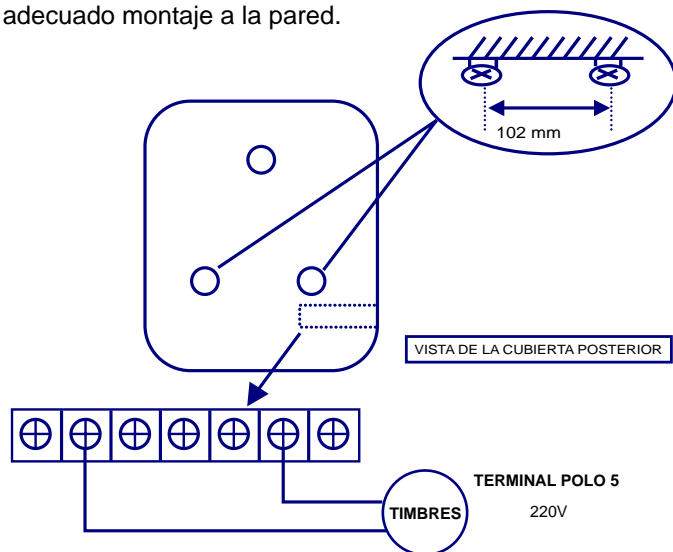 adecuado montaje a la pared.
102 mm
VISTA DE LA CUBIERTA POSTERIOR
TERMINAL POLO 5
TIMBRES
220V